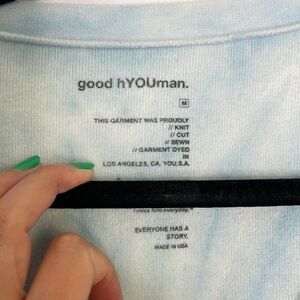 good hYOUman.
M
THIS GARMENT WAS PROUDLY
// KNIT
// CUT
// SEWN
// GARMENT DYED
IN
LOS ANGELES, CA. YOU.S.A.
everyday."
EVERYONE HAS A
STORY.
MADE IN USA